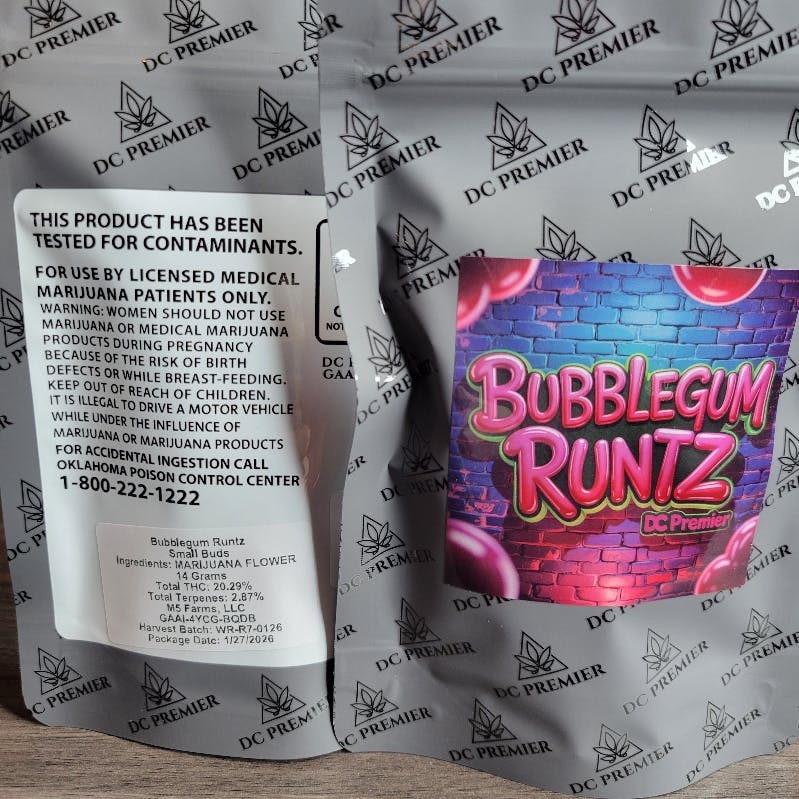 DC PREMIER
THIS PRODUCT HAS BEEN
TESTED FOR CONTAMINANTS.
FOR USE BY LICENSED MEDICAL
MARIJUANA PATIENTS ONLY.
WARNING: WOMEN SHOULD NOT USE
MARIJUANA OR MEDICAL MARIJUANA
PRODUCTS DURING PREGNANCY
BECAUSE OF THE RISK OF BIRTH
DEFECTS OR WHILE BREAST-FEEDING.
KEEP OUT OF REACH OF CHILDREN.
IT IS ILLEGAL TO DRIVE A MOTOR VEHICLE
WHILE UNDER THE INFLUENCE OF
MARIJUANA OR MARIJUANA PRODUCTS
FOR ACCIDENTAL INGESTION CALL
OKLAHOMA POISON CONTROL CENTER
1-800-222-1222
Bubblegum Runtz
Small Buds
Ingredients: MARIJUANA FLOWER
14 Grams
Total THC: 20.29%
Total Terpenes: 2.87%
M5 Farms, LLC
GAAI-4YCG-BQDB
Harvest Batch: WR-R7-0126
Package Date: 1/27/2026
NOT
DC
GAAI
BUBBLEGUM
RUNTZ
DC Premier